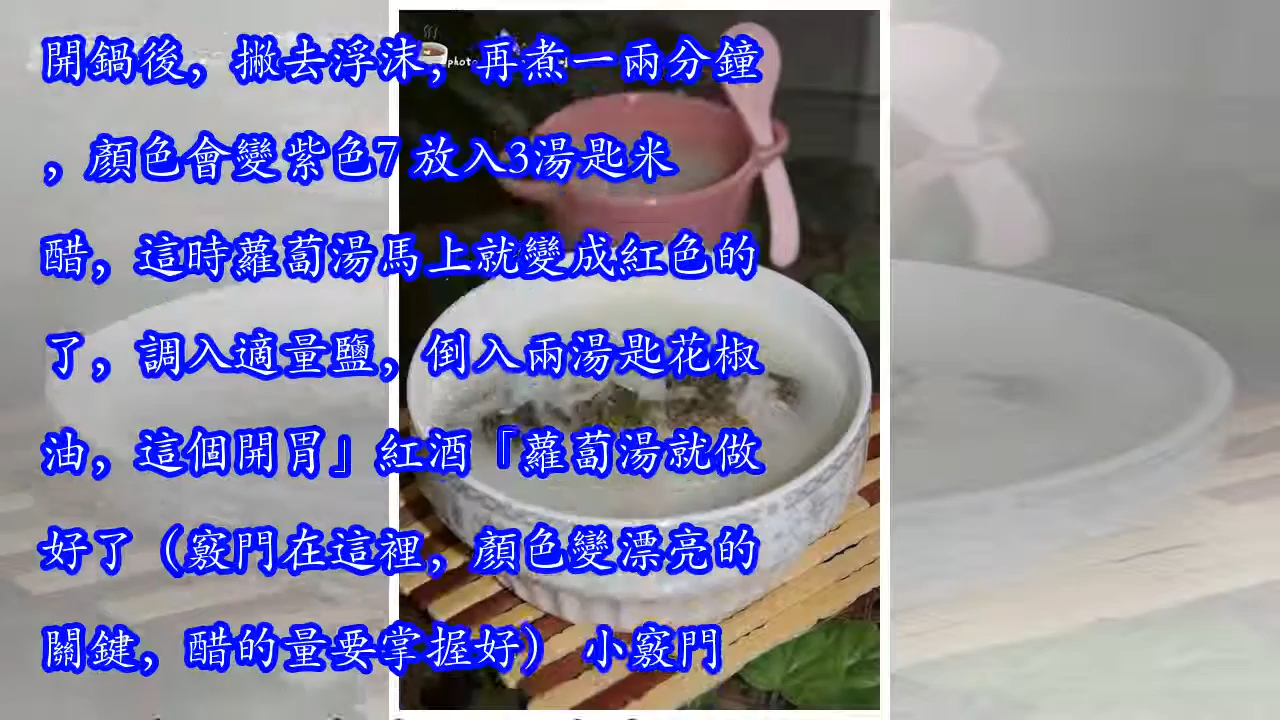 開鍋後，撇去浮沫，再煮一兩分鐘
，顏色會變紫色7 放入3湯匙米
醋，這時蘿蔔湯馬上就變成紅色的
了，調入適量鹽，倒入兩湯匙花椒
油，這個開胃」紅酒「蘿蔔湯就做
好了（竅門在這裡，顏色變漂亮的
關鍵，醋的量要掌握好） 小竅門
photo